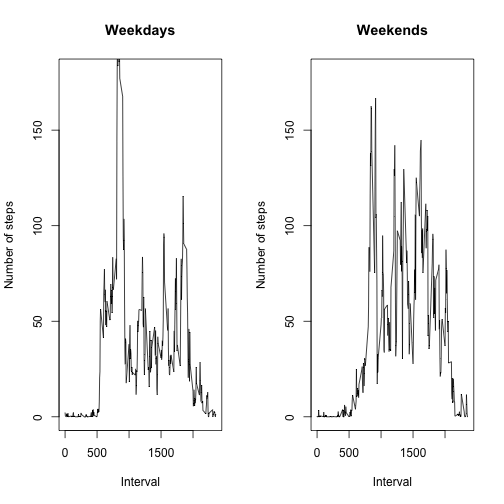 Weekdays
Number of steps
150
100
50
0
0 500 1500
Interval
Weekends
Number of steps
150
100
50
0
0 500 1500
Interval